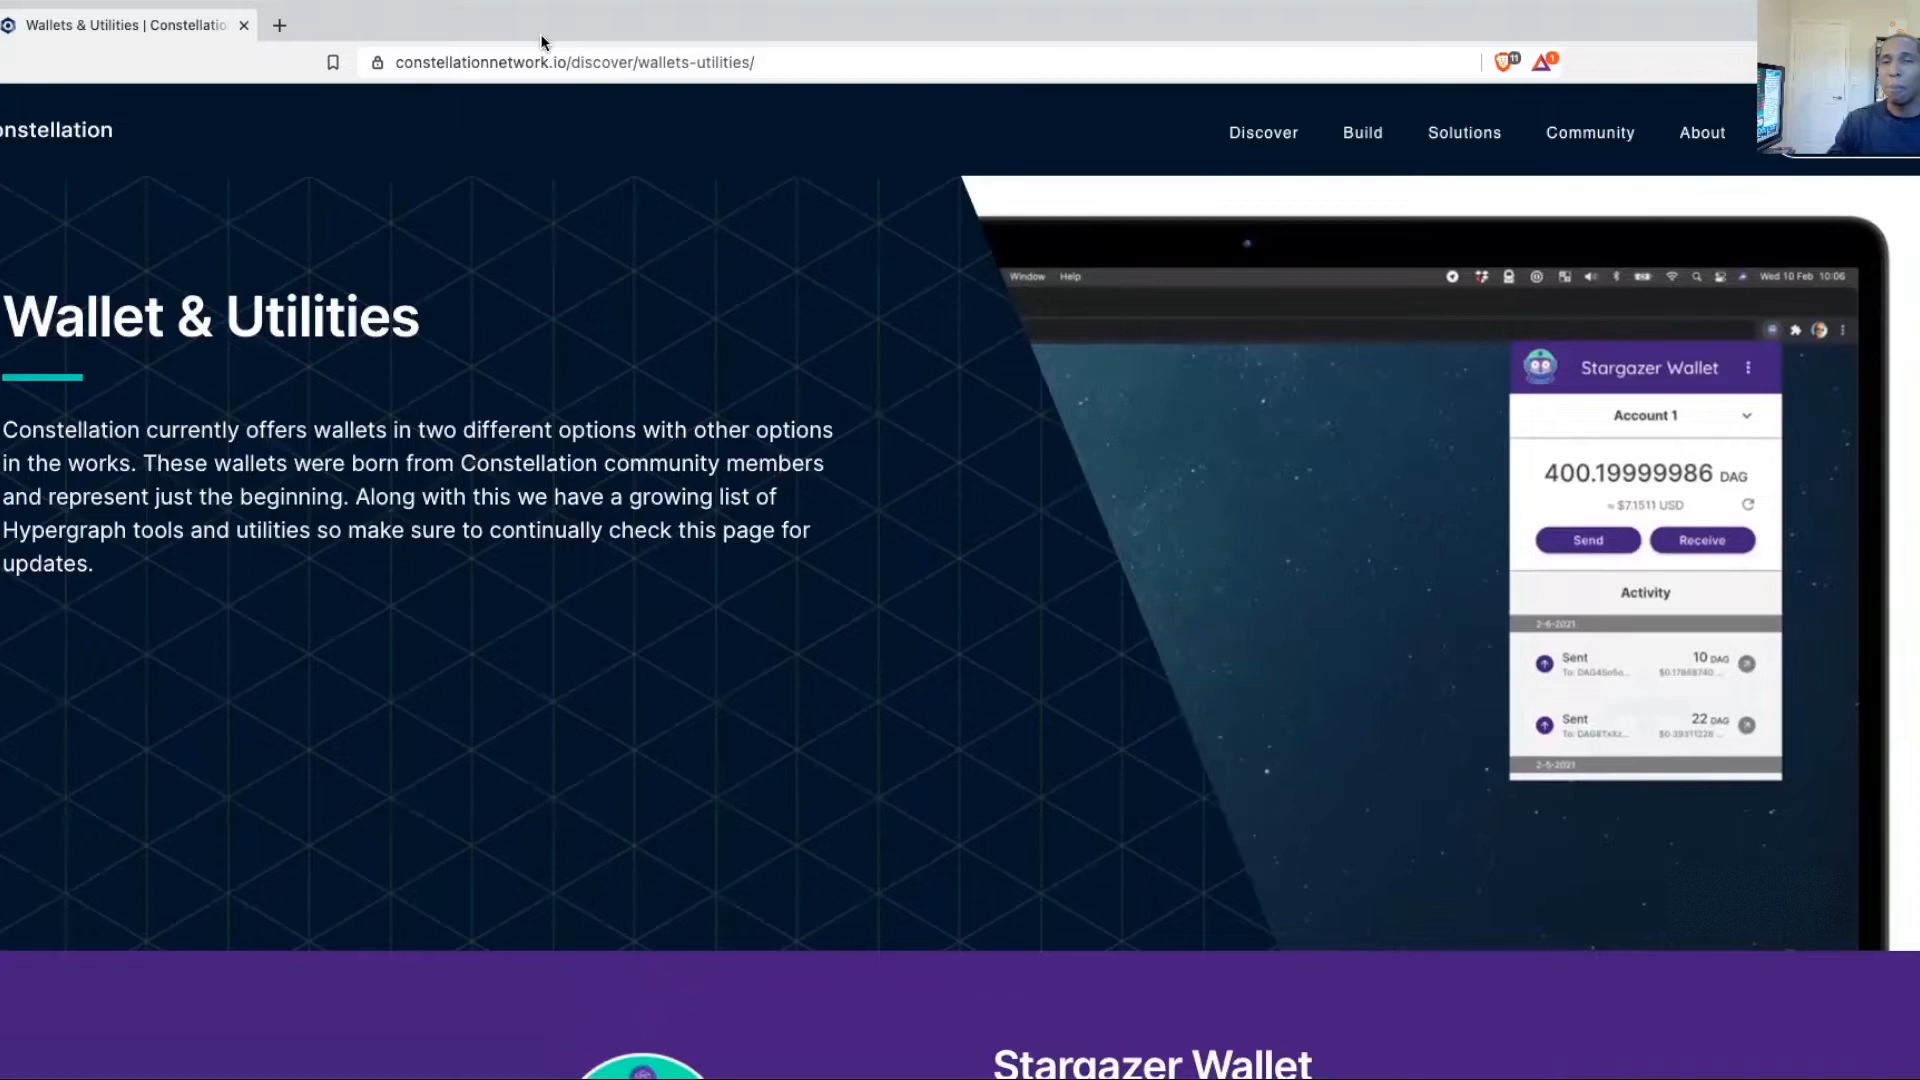 Wallets & Utilities | Constellatio
constellationnetwork.io/discover/wallets-utilities/
11
1
onstellation
Discover
Build
Solutions
Community
About
Wallet & Utilities
Constellation currently offers wallets in two different options with other options
in the works. These wallets were born from Constellation community members
and represent just the beginning. Along with this we have a growing list of
Hypergraph tools and utilities so make sure to continually check this page for
updates.
Window Help
Wed 10 Feb 10:06
Stargazer Wallet
Account 1
400.19999986 DAG
≈ $7.1511 USD
Send
Receive
Activity
2-6-2021
Sent
10 DAG
Sent
22 DAG
2-5-2021
Stargazer Wallet